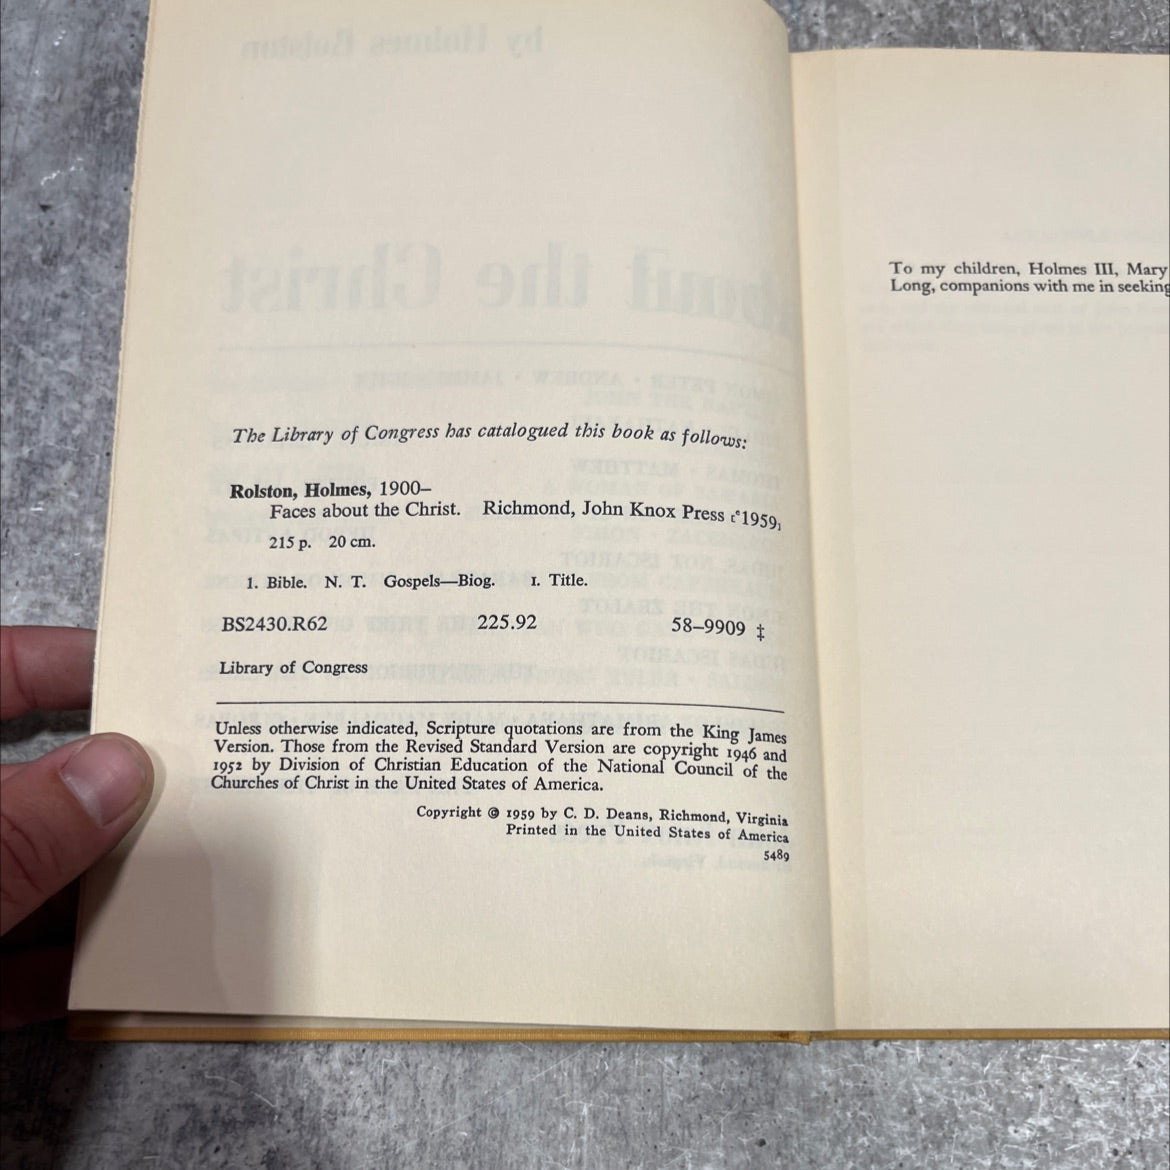 The Library of Congress has catalogued this book as follows:
Rolston, Holmes, 1900–
Faces about the Christ. Richmond, John Knox Press [c1959]
215 p. 20 cm.
1. Bible. N. T. Gospels—Biog. I. Title.
BS2430.R62 225.92 58–9909 ‡
Library of Congress
Unless otherwise indicated, Scripture quotations are from the King James
Version. Those from the Revised Standard Version are copyright 1946 and
1952 by Division of Christian Education of the National Council of the
Churches of Christ in the United States of America.
Copyright © 1959 by C. D. Deans, Richmond, Virginia
Printed in the United States of America
5489
To my children, Holmes III, Mary
Long, companions with me in seeking